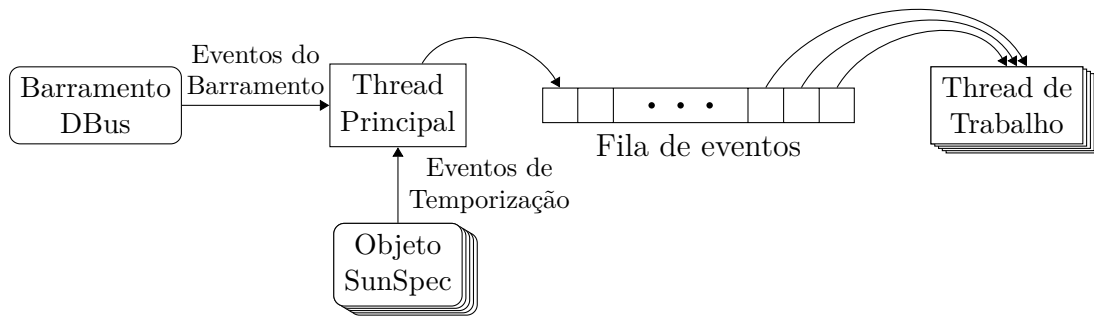 Eventos do
Barramento
Barramento
DBus
Thread
Principal
Fila de eventos
Thread de
Trabalho
Eventos de
Temporização
Objeto
SunSpec